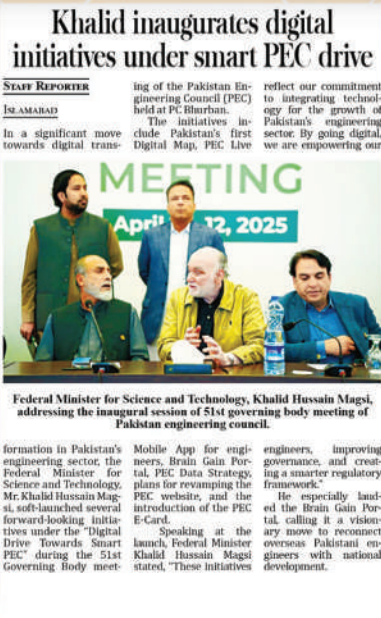 Khalid inaugurates digital
initiatives under smart PEC drive
STAFF REPORTER
ISLAMABAD
In a significant move
towards digital trans-
ing of the Pakistan En-
gineering Council (PEC)
held at PC Bhurban.
The initiatives in-
clude Pakistan's first
Digital Map, PEC Live
reflect our commitment
to integrating technol-
ogy for the growth of
Pakistan's engineering
sector. By going digital,
we are empowering our
MEETING
April
12, 2025
Federal Minister for Science and Technology, Khalid Hussain Magsi,
addressing the inaugural session of 51st governing body meeting of
Pakistan engineering council.
formation in Pakistan's
engineering sector, the
Federal Minister for
Science and Technology,
Mr. Khalid Hussain Mag-
si, soft-launched several
forward-looking initia-
tives under the "Digital
Drive Towards Smart
PEC" during the 51st
Governing Body meet-
Mobile App for engi-
neers, Brain Gain Por-
tal, PEC Data Strategy,
plans for revamping the
PEC website, and the
introduction of the PEC
E-Card.
Speaking at the
launch, Federal Minister
Khalid Hussain Magsi
stated, "These initiatives
engineers, improving
governance, and creat-
ing a smarter regulatory
framework."
He especially laud-
ed the Brain Gain Por-
tal, calling it a vision-
ary move to reconnect
overseas Pakistani en-
gineers with national
development.